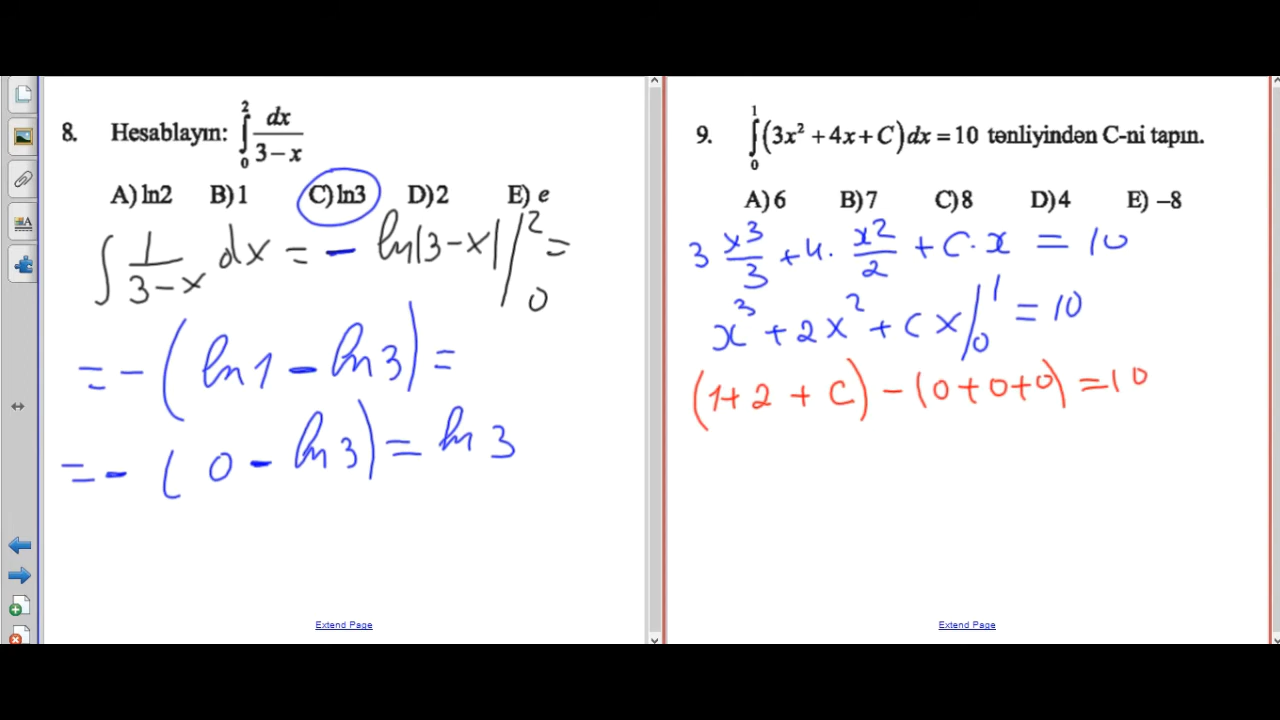 8. Hesablayın: ∫₀² dx/(3−x)
A) ln2 B) 1 C) ln3 D) 2 E) e
∫ 1/(3−x) dx = − ln|3−x| |₀² =
= − (ln1 − ln3) =
= − (0 − ln3) = ln3
Extend Page
9. ∫₀¹ (3x² + 4x + C)dx = 10 tənliyindən C-ni tapın.
A) 6 B) 7 C) 8 D) 4 E) −8
3 x³/3 + 4· x²/2 + C·x = 10
x³ + 2x² + Cx |₀¹ = 10
(1+2+C) − (0+0+0) = 10
Extend Page